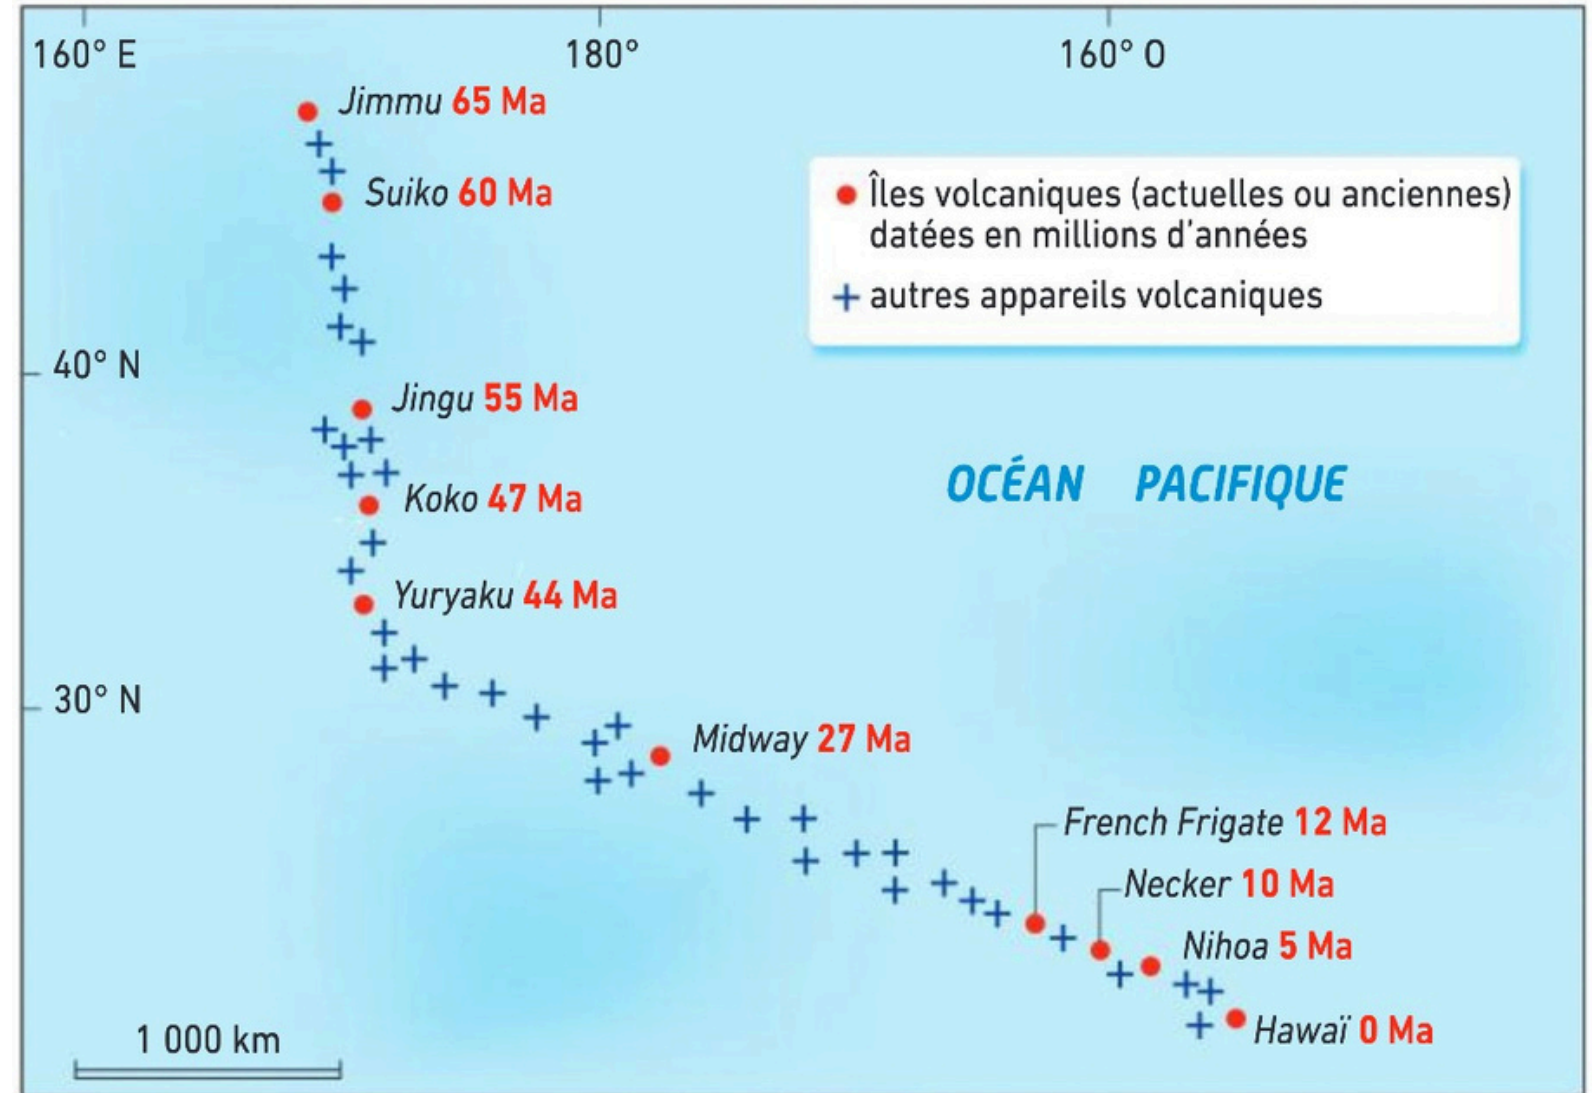 160° E
180°
160° O
Jimmu 65 Ma
Suiko 60 Ma
Îles volcaniques (actuelles ou anciennes)
datées en millions d'années
autres appareils volcaniques
40° N
Jingu 55 Ma
OCÉAN PACIFIQUE
Koko 47 Ma
Yuryaku 44 Ma
30° N
Midway 27 Ma
French Frigate 12 Ma
Necker 10 Ma
Nihoa 5 Ma
1 000 km
Hawaï 0 Ma